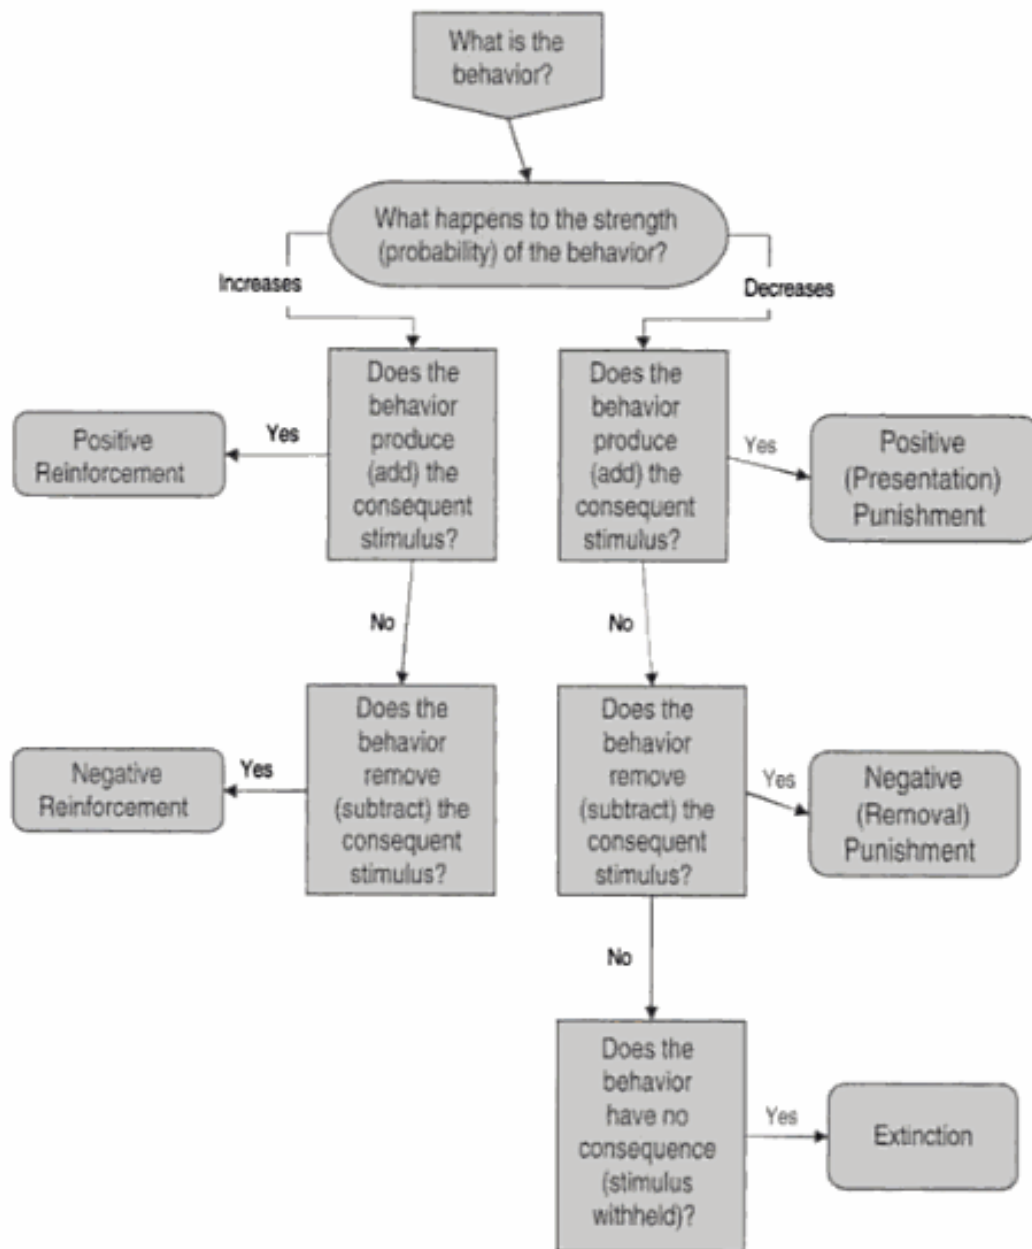 What is the
behavior?
What happens to the strength
(probability) of the behavior?
Increases
Decreases
Does the
behavior
produce
(add) the
consequent
stimulus?
Does the
behavior
produce
(add) the
consequent
stimulus?
Yes
Positive
Reinforcement
Yes
Positive
(Presentation)
Punishment
No
No
Does the
behavior
remove
(subtract) the
consequent
stimulus?
Does the
behavior
remove
(subtract) the
consequent
stimulus?
Yes
Negative
Reinforcement
Yes
Negative
(Removal)
Punishment
No
Does the
behavior
have no
consequence
(stimulus
withheld)?
Yes
Extinction